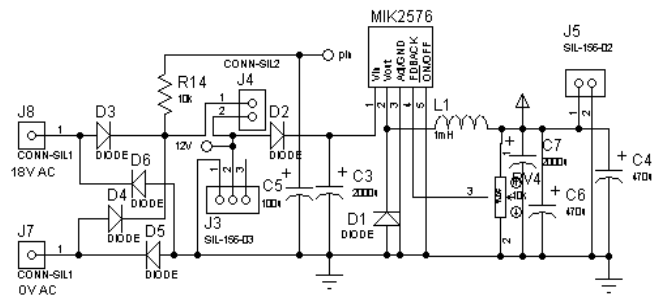 MIK2576
Vin
Vout
Adj/GND
FDBACK
ON/OFF
1
2
3
4
5
pin
CONN-SIL2
J4
1
2
R14
10k
J5
SIL-156-02
1
2
L1
1mH
J8
1
CONN-SIL1
18V AC
D3
DIODE
D6
DIODE
D4
DIODE
D5
DIODE
D2
DIODE
12V
1
2
3
J3
SIL-156-03
C5
100u
C3
2000u
D1
DIODE
3
1
2
10k
C7
2000u
C6
470u
C4
470u
J7
1
CONN-SIL1
0V AC